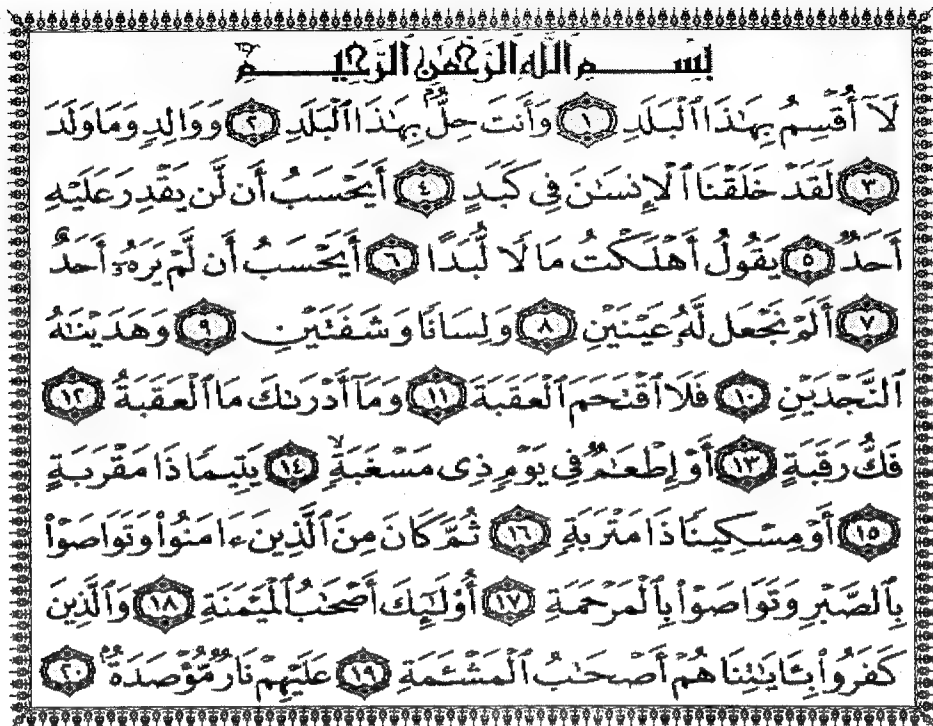 بِسْمِ ٱللَّهِ ٱلرَّحْمَٰنِ ٱلرَّحِيمِ
لَآ أُقْسِمُ بِهَٰذَا ٱلْبَلَدِ ١ وَأَنتَ حِلٌّۢ بِهَٰذَا ٱلْبَلَدِ ٢ وَوَالِدٍ وَمَا وَلَدَ
٣ لَقَدْ خَلَقْنَا ٱلْإِنسَٰنَ فِى كَبَدٍ ٤ أَيَحْسَبُ أَن لَّن يَقْدِرَ عَلَيْهِ
أَحَدٌ ٥ يَقُولُ أَهْلَكْتُ مَالًا لُّبَدًا ٦ أَيَحْسَبُ أَن لَّمْ يَرَهُۥٓ أَحَدٌ
٧ أَلَمْ نَجْعَل لَّهُۥ عَيْنَيْنِ ٨ وَلِسَانًا وَشَفَتَيْنِ ٩ وَهَدَيْنَٰهُ
ٱلنَّجْدَيْنِ ١٠ فَلَا ٱقْتَحَمَ ٱلْعَقَبَةَ ١١ وَمَآ أَدْرَىٰكَ مَا ٱلْعَقَبَةُ ١٢
فَكُّ رَقَبَةٍ ١٣ أَوْ إِطْعَٰمٌ فِى يَوْمٍ ذِى مَسْغَبَةٍ ١٤ يَتِيمًا ذَا مَقْرَبَةٍ
١٥ أَوْ مِسْكِينًا ذَا مَتْرَبَةٍ ١٦ ثُمَّ كَانَ مِنَ ٱلَّذِينَ ءَامَنُوا۟ وَتَوَاصَوْا۟
بِٱلصَّبْرِ وَتَوَاصَوْا۟ بِٱلْمَرْحَمَةِ ١٧ أُو۟لَٰٓئِكَ أَصْحَٰبُ ٱلْمَيْمَنَةِ ١٨ وَٱلَّذِينَ
كَفَرُوا۟ بِـَٔايَٰتِنَا هُمْ أَصْحَٰبُ ٱلْمَشْـَٔمَةِ ١٩ عَلَيْهِمْ نَارٌ مُّؤْصَدَةٌۢ ٢٠